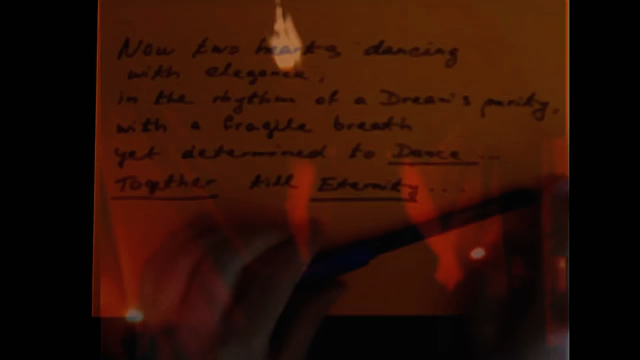 Now two hearts dancing
with elegance,
in the rhythm of a Dream's purity,
with a fragile breath
yet determined to Dance...
Together till Eternity...